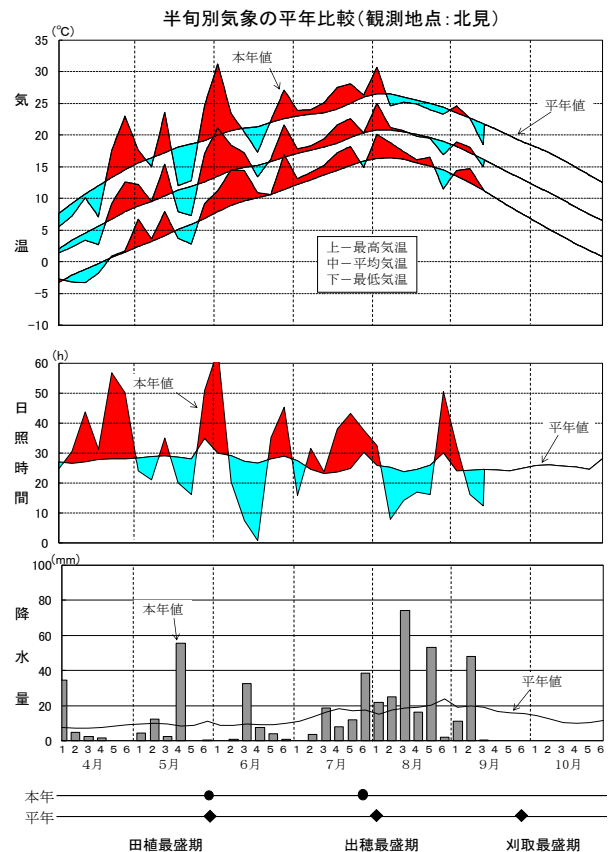 半旬別気象の平年比較(観測地点:北見)
(℃)
35
30
25
20
15
10
5
0
-5
-10
気
温
本年値
平年値
上－最高気温
中－平均気温
下－最低気温
(h)
60
50
40
30
20
10
0
日照時間
本年値
平年値
(mm)
100
80
60
40
20
0
降水量
本年値
平年値
1 2 3 4 5 6 1 2 3 4 5 6 1 2 3 4 5 6 1 2 3 4 5 6 1 2 3 4 5 6 1 2 3 4 5 6 1 2 3 4 5 6
4月 5月 6月 7月 8月 9月 10月
本年
平年
田植最盛期 出穂最盛期 刈取最盛期